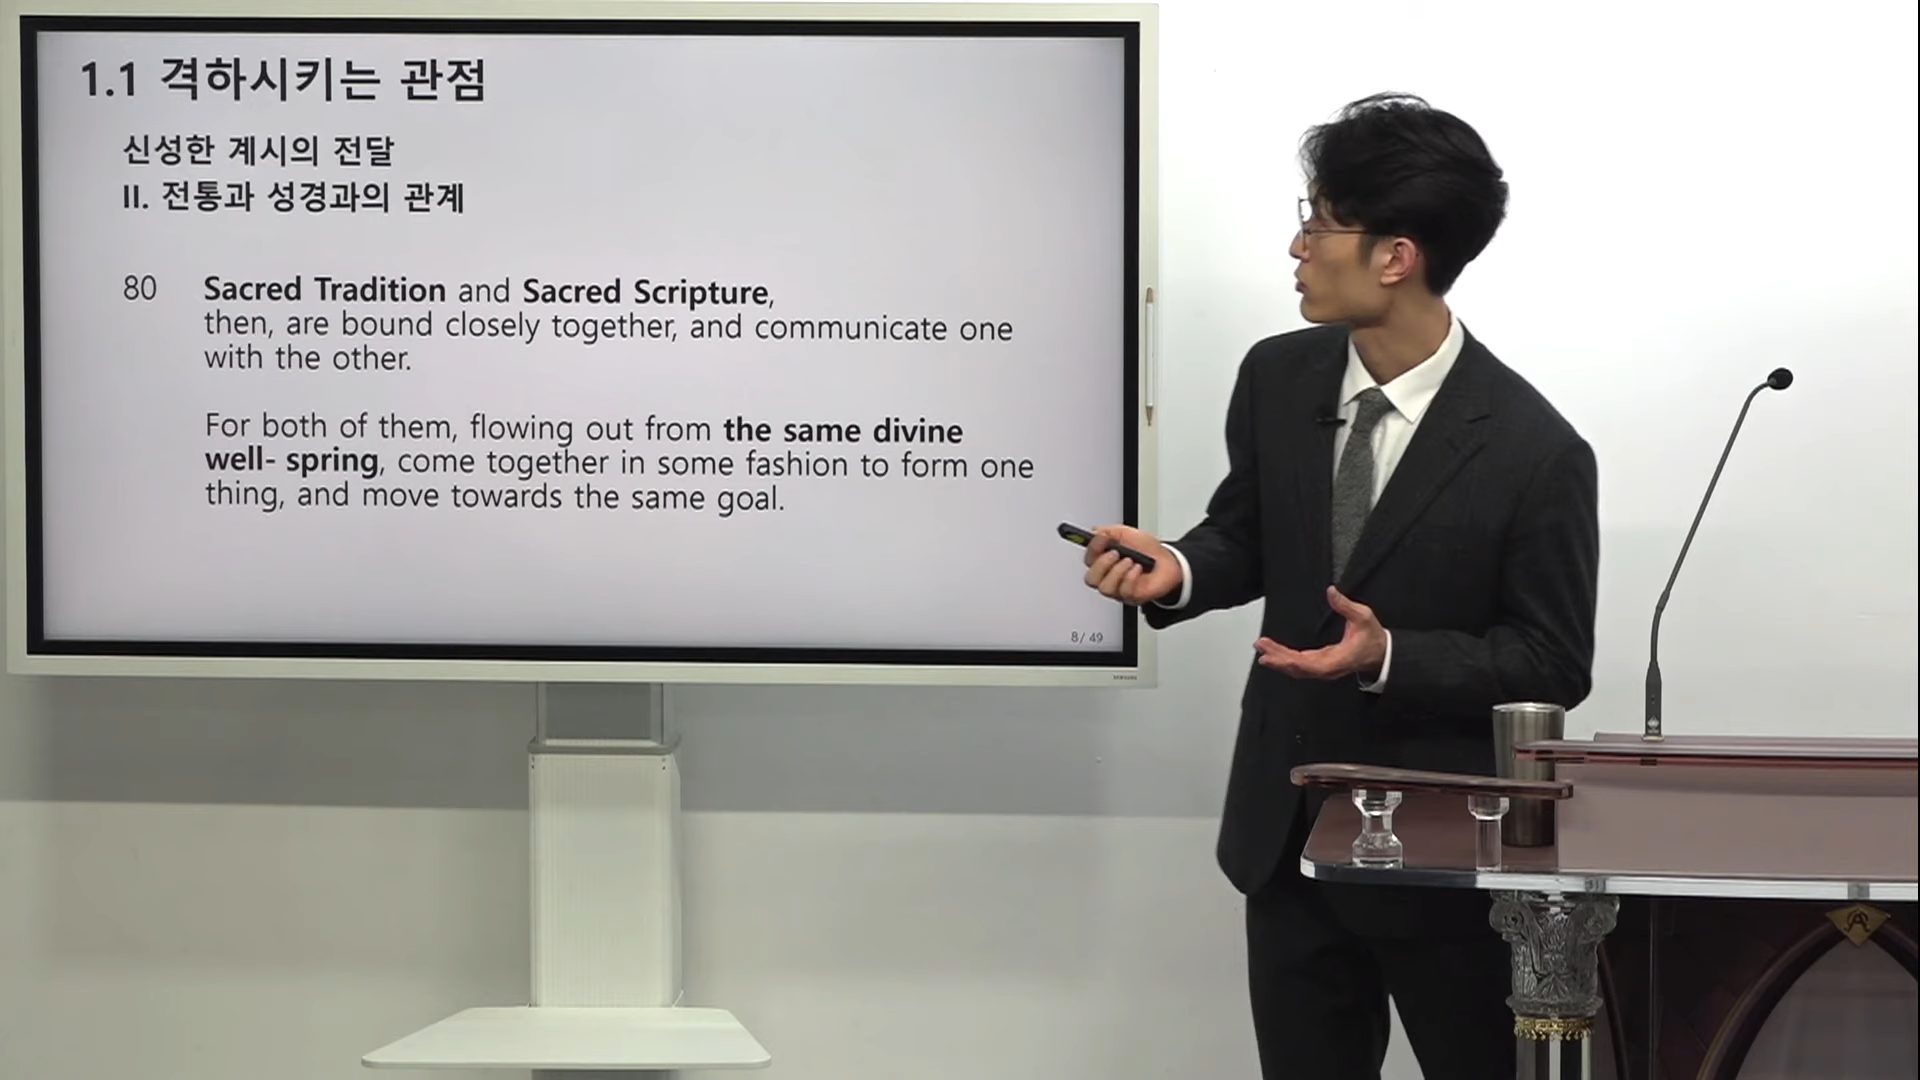 1.1 격하시키는 관점
신성한 계시의 전달
II. 전통과 성경과의 관계
80 Sacred Tradition and Sacred Scripture,
then, are bound closely together, and communicate one
with the other.
For both of them, flowing out from the same divine
well- spring, come together in some fashion to form one
thing, and move towards the same goal.
8/ 49
SAMSUNG